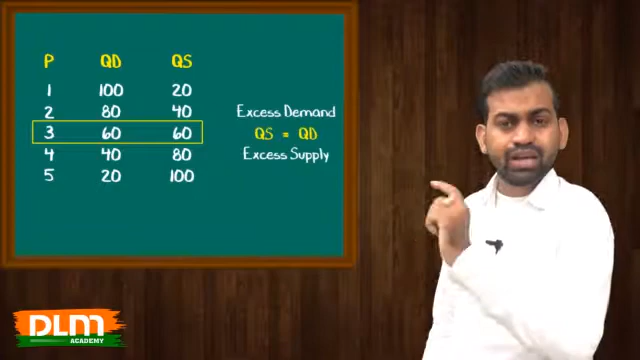 P QD QS
1 100 20
2 80 40 Excess Demand
3 60 60 QS = QD
4 40 80 Excess Supply
5 20 100
DLM
ACADEMY